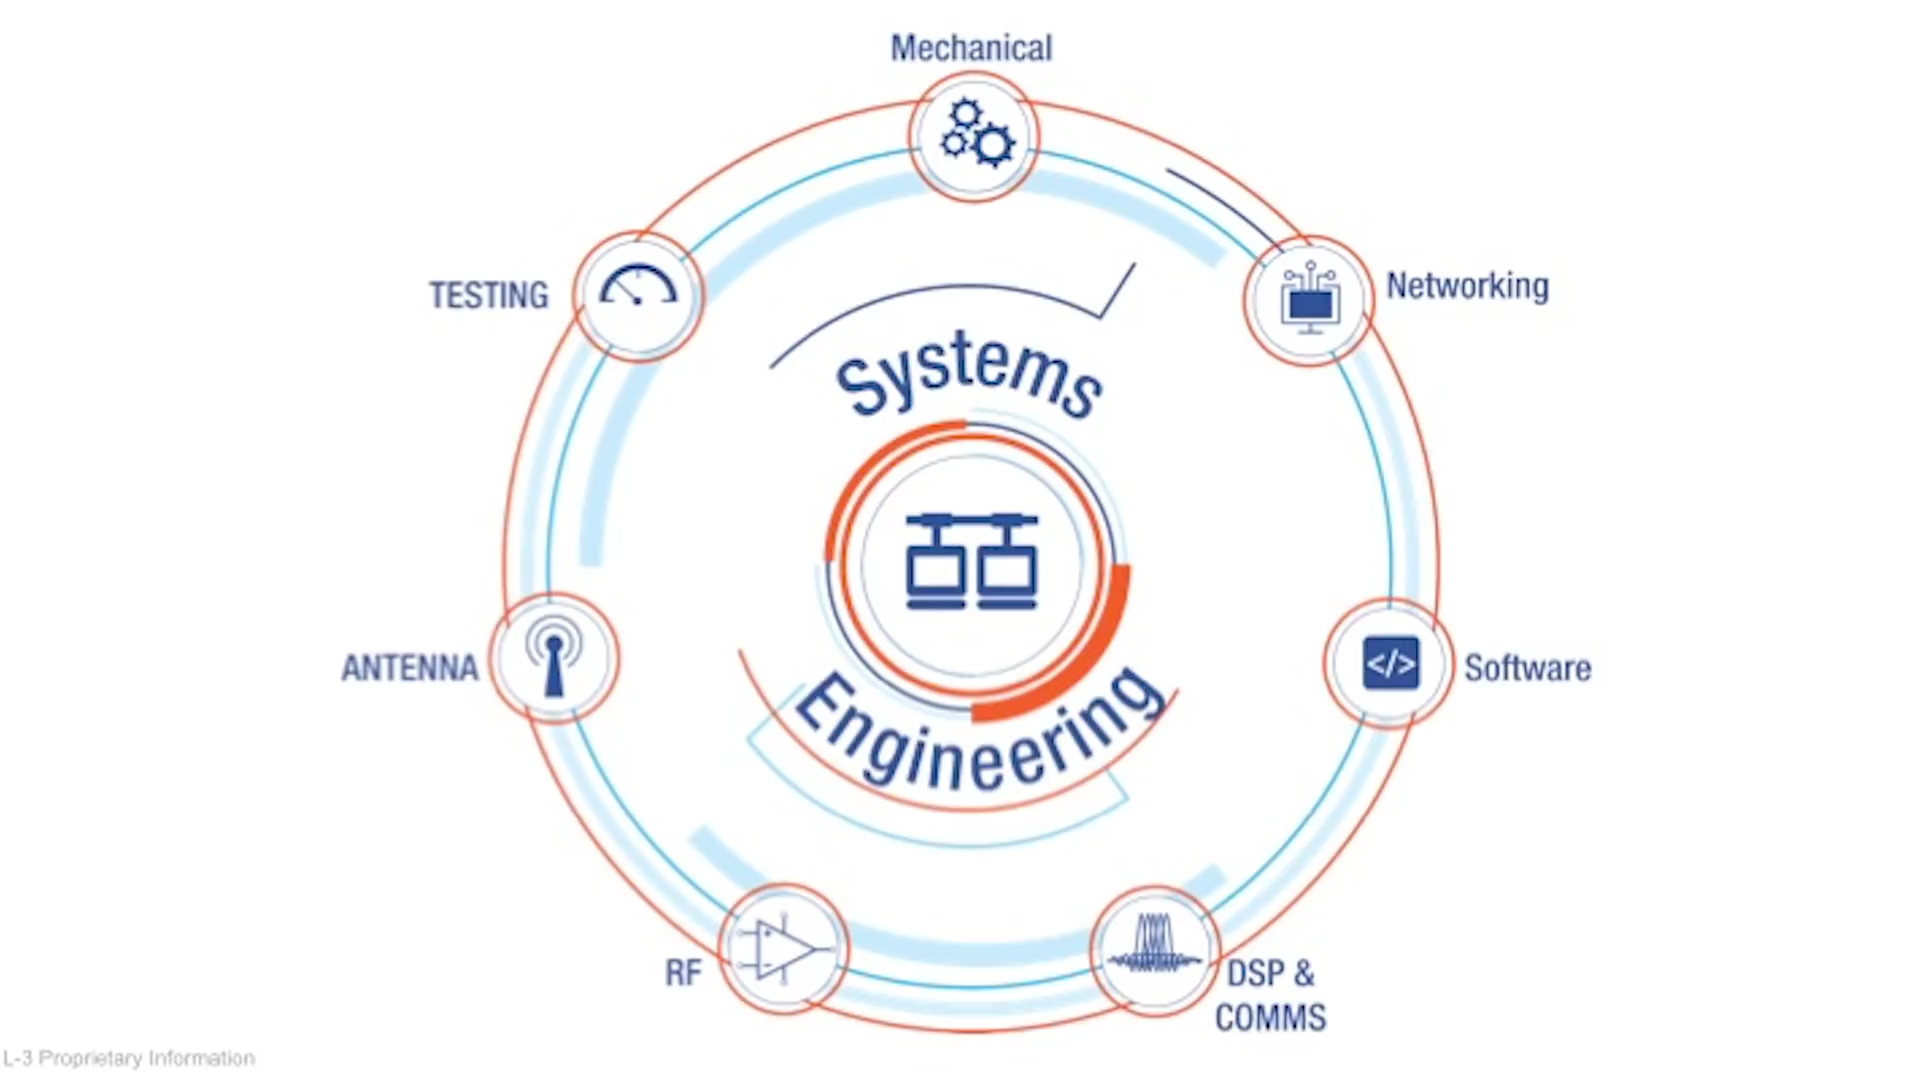 Mechanical
TESTING
Networking
Systems
</>
ANTENNA
Software
Engineering
RF
DSP &
COMMS
L-3 Proprietary Information